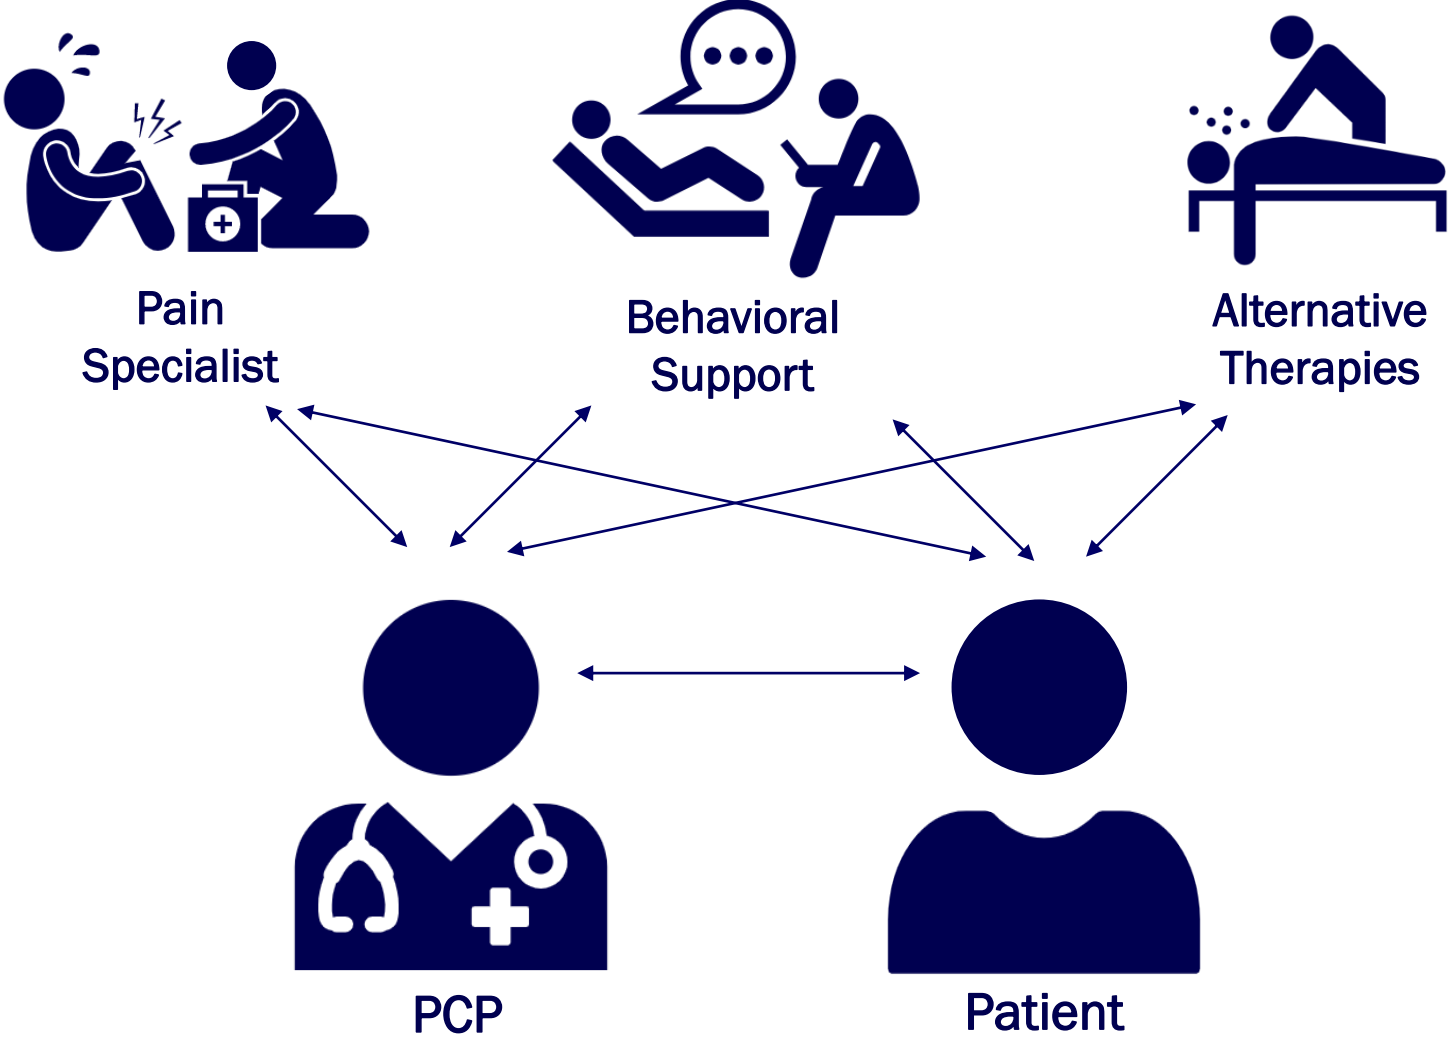 Pain
Specialist
Behavioral
Support
Alternative
Therapies
PCP
Patient